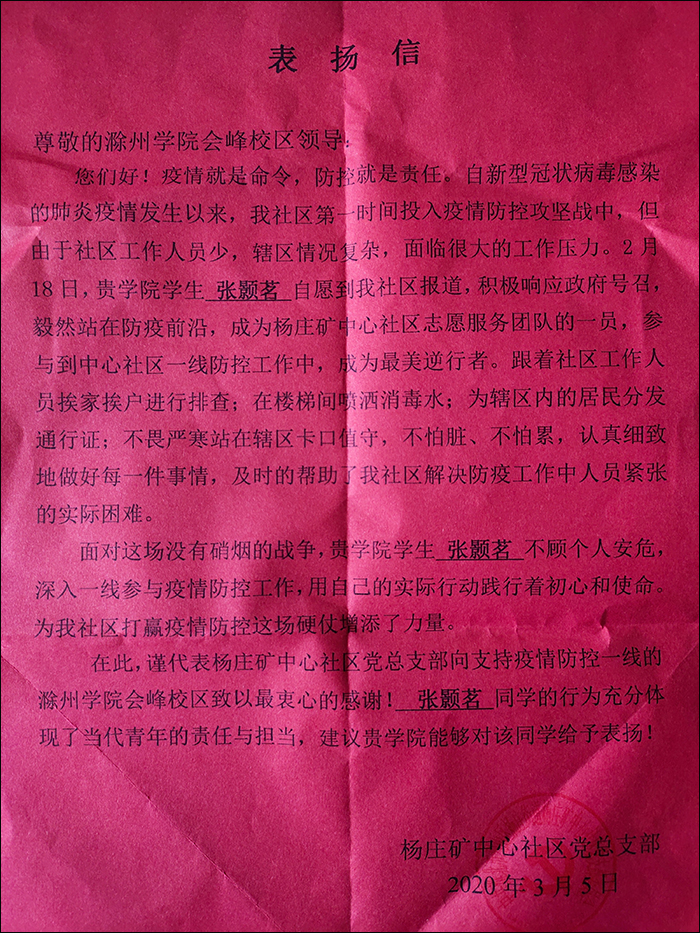 表扬信
尊敬的滁州学院会峰校区领导：
您们好！疫情就是命令，防控就是责任。自新型冠状病毒感染
的肺炎疫情发生以来，我社区第一时间投入疫情防控攻坚战中，但
由于社区工作人员少，辖区情况复杂，面临很大的工作压力。2月
18日，贵学院学生 张颢茗 自愿到我社区报道，积极响应政府号召，
毅然站在防疫前沿，成为杨庄矿中心社区志愿服务团队的一员，参
与到中心社区一线防控工作中，成为最美逆行者。跟着社区工作人
员挨家挨户进行排查；在楼梯间喷洒消毒水；为辖区内的居民分发
通行证；不畏严寒站在辖区卡口值守，不怕脏、不怕累，认真细致
地做好每一件事情，及时的帮助了我社区解决防疫工作中人员紧张
的实际困难。
面对这场没有硝烟的战争，贵学院学生 张颢茗 不顾个人安危，
深入一线参与疫情防控工作，用自己的实际行动践行着初心和使命。
为我社区打赢疫情防控这场硬仗增添了力量。
在此，谨代表杨庄矿中心社区党总支部向支持疫情防控一线的
滁州学院会峰校区致以最衷心的感谢！ 张颢茗 同学的行为充分体
现了当代青年的责任与担当，建议贵学院能够对该同学给予表扬！
杨庄矿中心社区党总支部
2020年3月5日